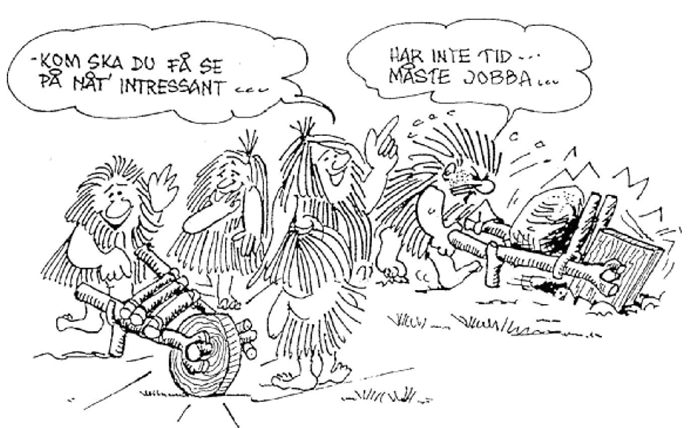 -KOM SKA DU FÅ SE
PÅ NÅT' INTRESSANT ...
HAR INTE TID...
MÅSTE JOBBA...